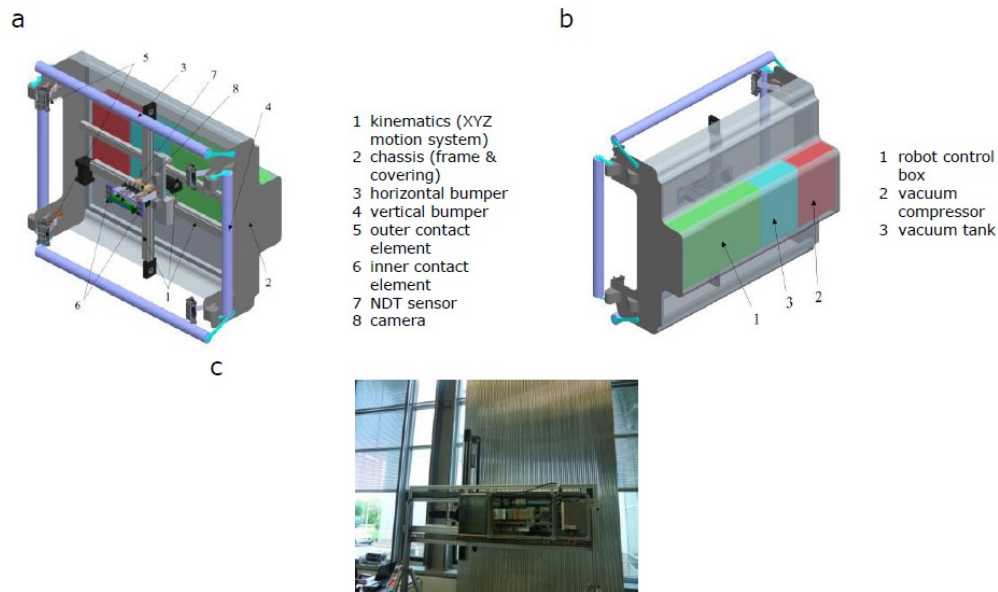 a
b
5
3
7
8
4
1 kinematics (XYZ
motion system)
2 chassis (frame &
covering)
3 horizontal bumper
4 vertical bumper
5 outer contact
element
6 inner contact
element
7 NDT sensor
8 camera
6
1
2
1 robot control
box
2 vacuum
compressor
3 vacuum tank
1
3
2
c